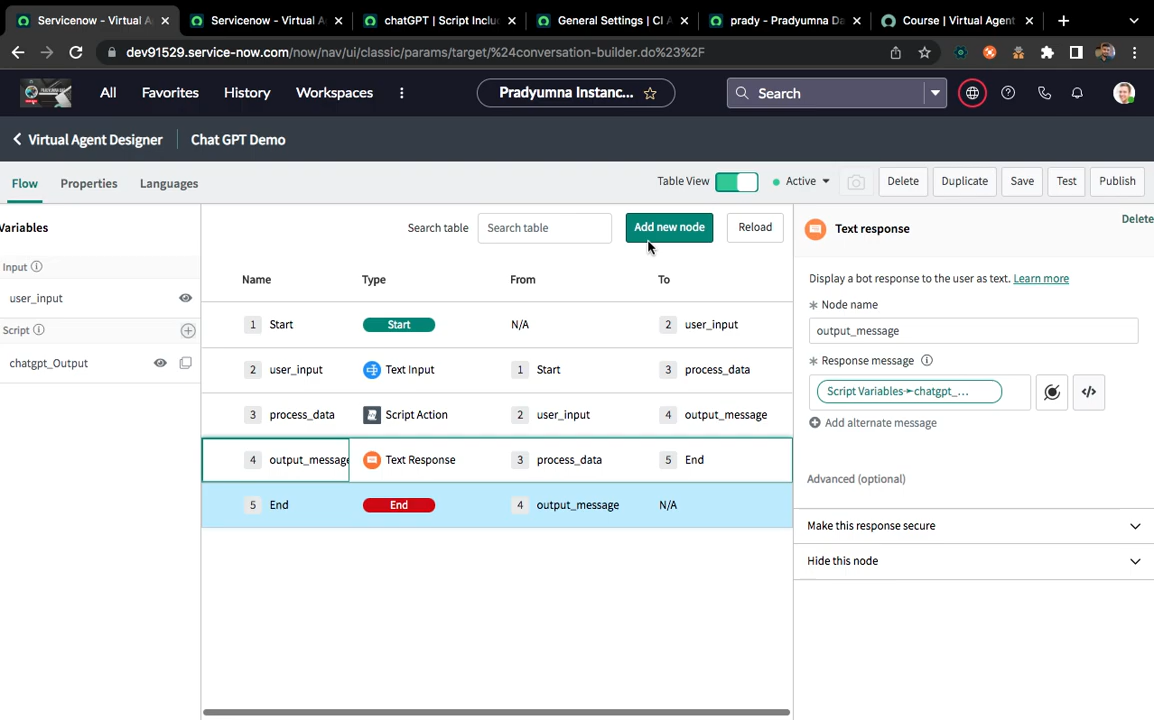 Servicenow - Virtual A
Servicenow - Virtual A
chatGPT | Script Inclu
General Settings | CI A
prady - Pradyumna Da
Course | Virtual Agent
dev91529.service-now.com/now/nav/ui/classic/params/target/%24conversation-builder.do%23%2F
All
Favorites
History
Workspaces
Pradyumna Instanc...
Search
Virtual Agent Designer
Chat GPT Demo
Flow
Properties
Languages
Table View
Active
Delete
Duplicate
Save
Test
Publish
Variables
Input
user_input
Script
chatgpt_Output
Search table
Search table
Add new node
Reload
Name Type From To
1 Start Start N/A 2 user_input
2 user_input Text Input 1 Start 3 process_data
3 process_data Script Action 2 user_input 4 output_message
4 output_message Text Response 3 process_data 5 End
5 End End 4 output_message N/A
Text response
Delete
Display a bot response to the user as text. Learn more
Node name
output_message
Response message
Script Variables➛chatgpt_...
</>
Add alternate message
Advanced (optional)
Make this response secure
Hide this node